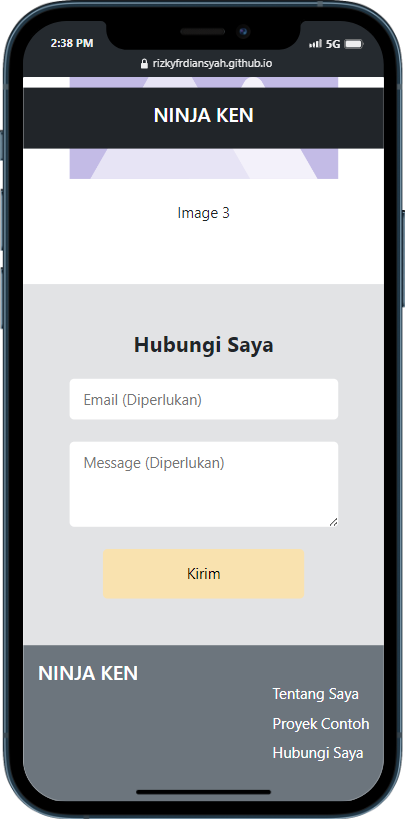 2:38 PM
5G
rizkyfrdiansyah.github.io
NINJA KEN
Image 3
Hubungi Saya
Email (Diperlukan)
Message (Diperlukan)
Kirim
NINJA KEN
Tentang Saya
Proyek Contoh
Hubungi Saya